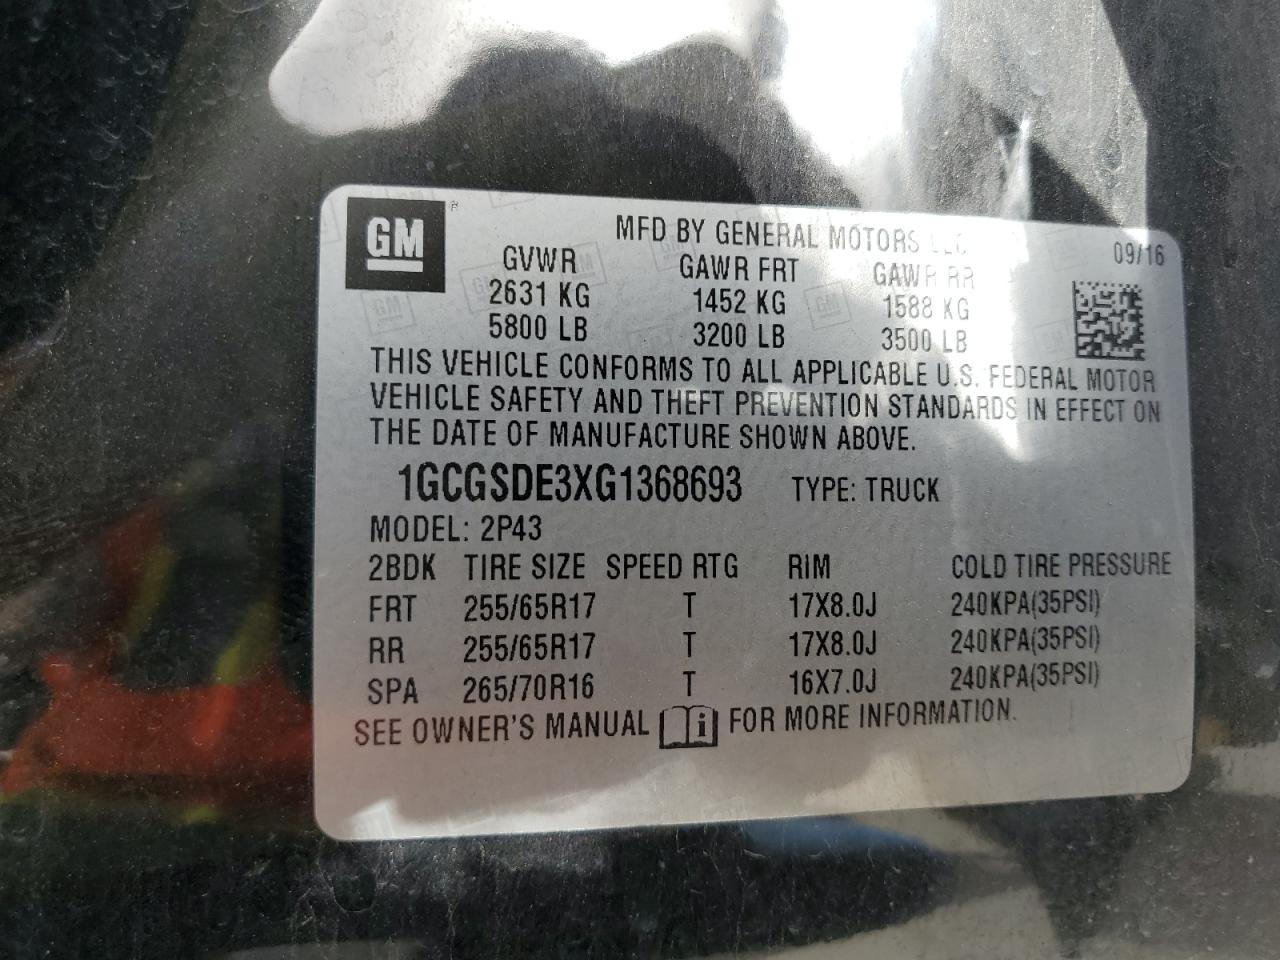 GM ®
MFD BY GENERAL MOTORS LLC
09/16
GVWR GAWR FRT GAWR RR
2631 KG 1452 KG 1588 KG
5800 LB 3200 LB 3500 LB
THIS VEHICLE CONFORMS TO ALL APPLICABLE U.S. FEDERAL MOTOR
VEHICLE SAFETY AND THEFT PREVENTION STANDARDS IN EFFECT ON
THE DATE OF MANUFACTURE SHOWN ABOVE.
1GCGSDE3XG1368693 TYPE: TRUCK
MODEL: 2P43
2BDK TIRE SIZE SPEED RTG RIM COLD TIRE PRESSURE
FRT 255/65R17 T 17X8.0J 240KPA(35PSI)
RR 255/65R17 T 17X8.0J 240KPA(35PSI)
SPA 265/70R16 T 16X7.0J 240KPA(35PSI)
SEE OWNER'S MANUAL i FOR MORE INFORMATION.